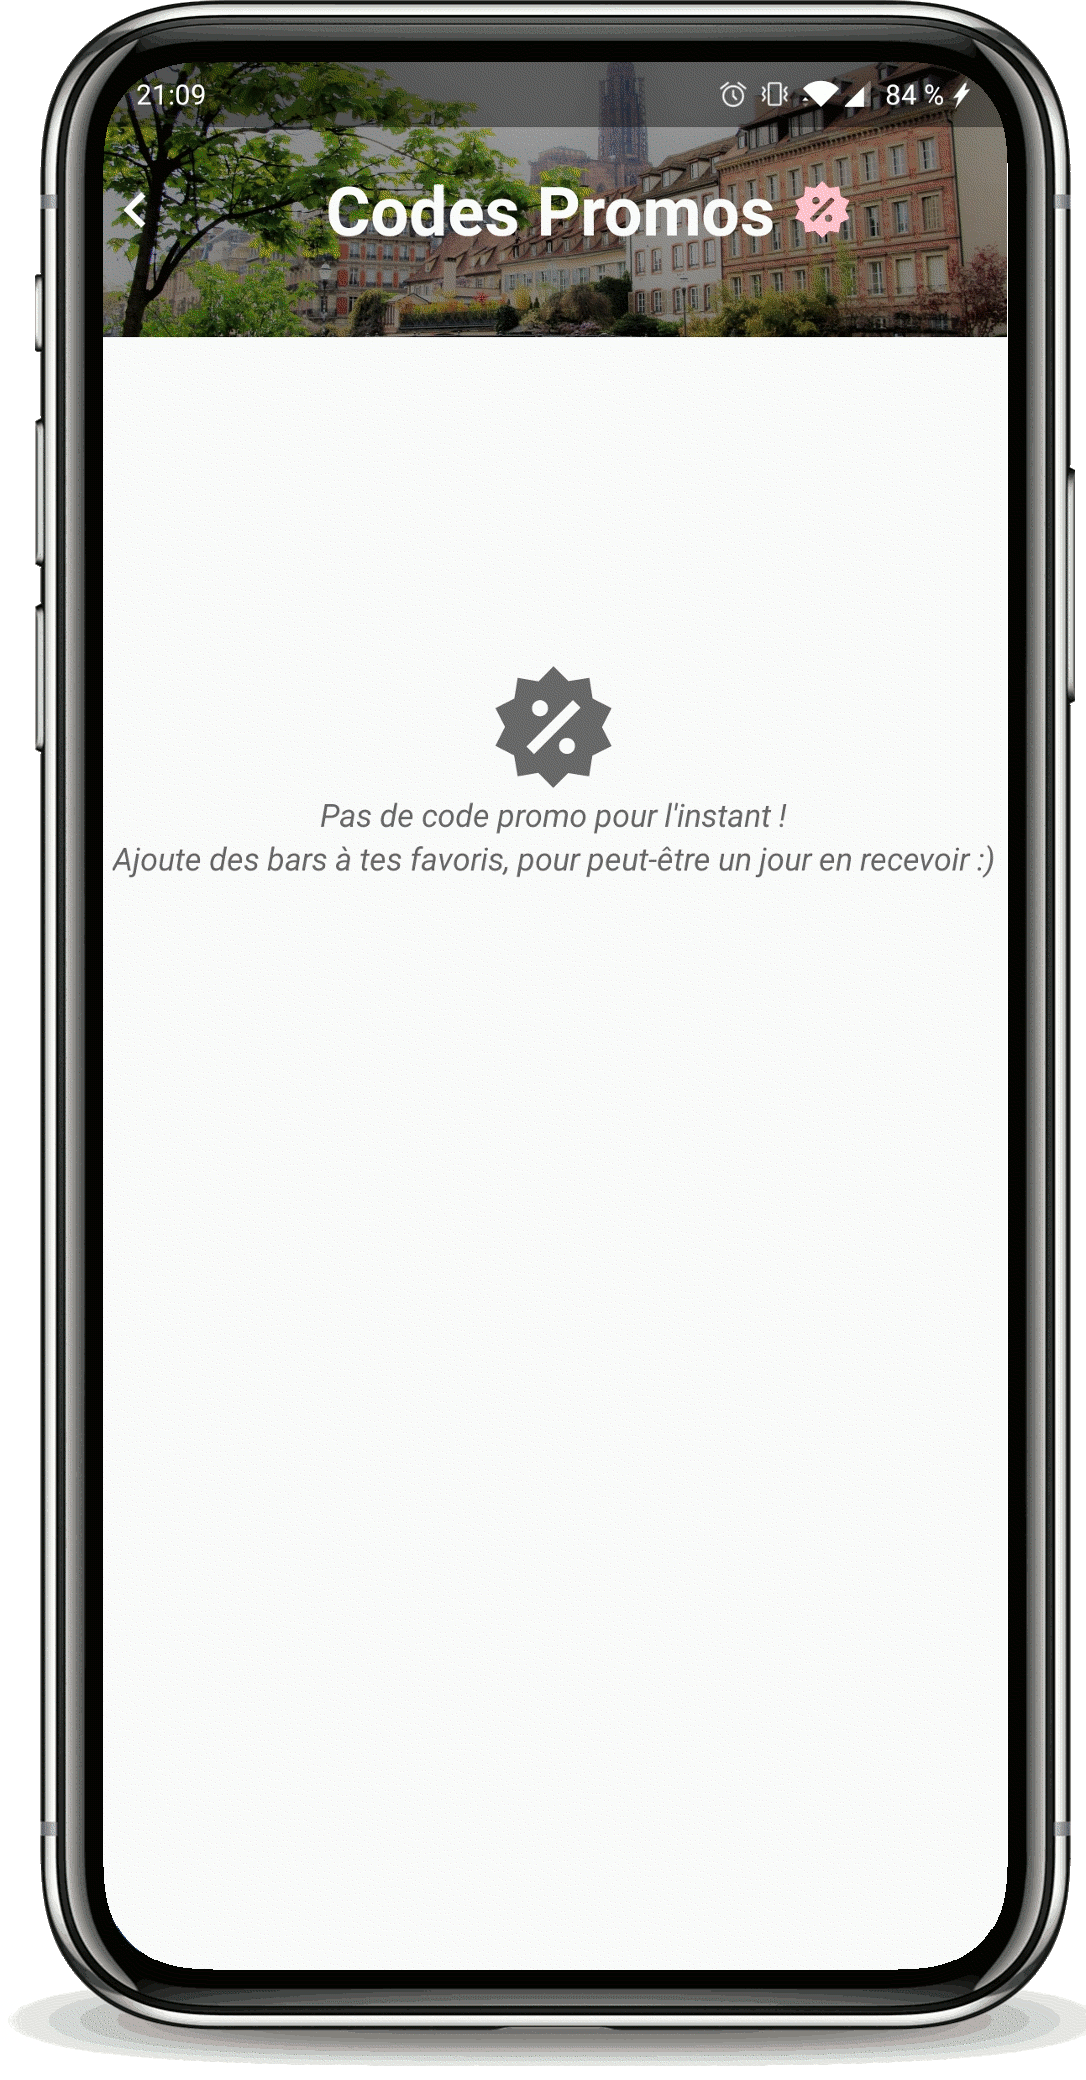 21:09
84 %
Codes Promos
Pas de code promo pour l'instant !
Ajoute des bars à tes favoris, pour peut-être un jour en recevoir :)